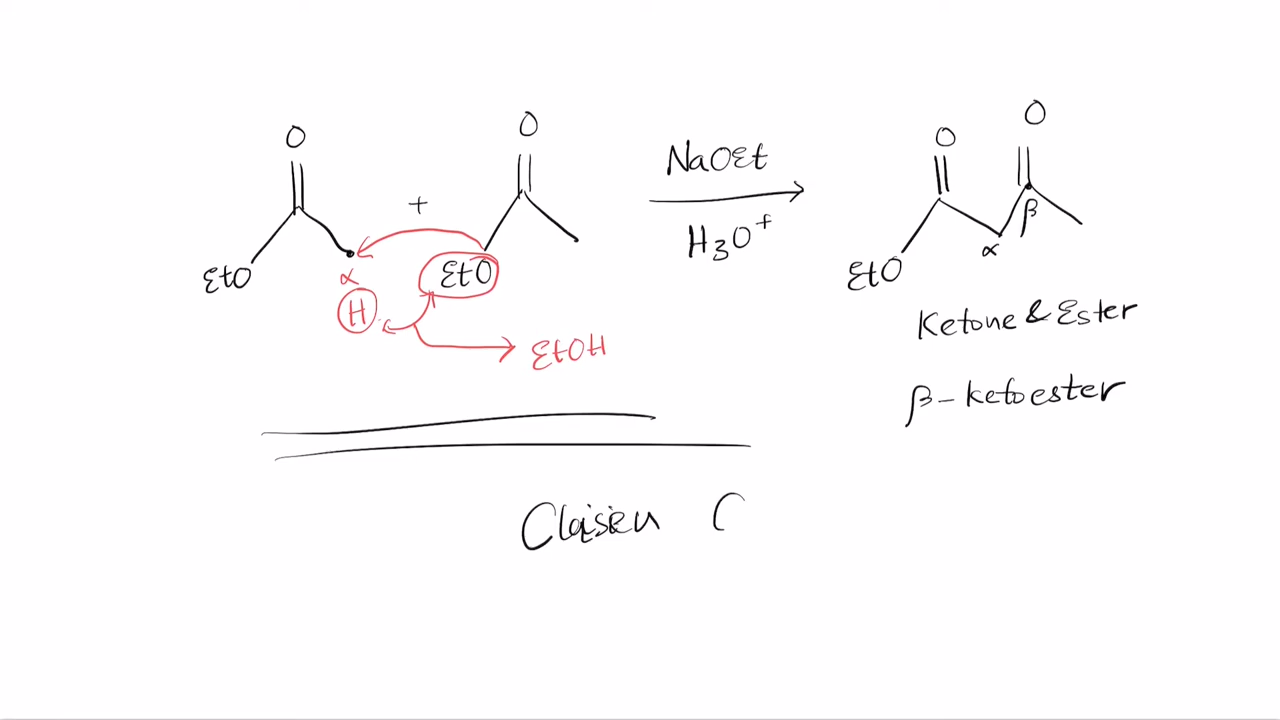 O
O
+
EtO
α
H
EtO
EtOH
NaOEt
H3O+
O
O
EtO
α
β
Ketone & Ester
β-ketoester
Claisen C